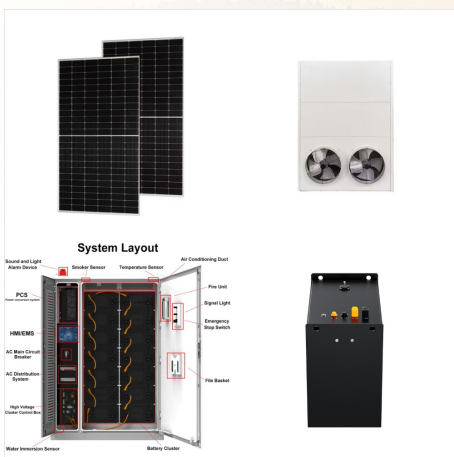 System Layout
Sound and Light
Alarm Device
Smoker Sensor
Temperature Sensor
Air Conditioning Duct
PCS
Power conversion system
HMI/EMS
AC Main Circuit
Breaker
AC Distribution
System
High Voltage
Cluster Control Box
Water Immersion Sensor
Battery Cluster
Fire Unit
Signal Light
Emergency
Stop Switch
File Basket